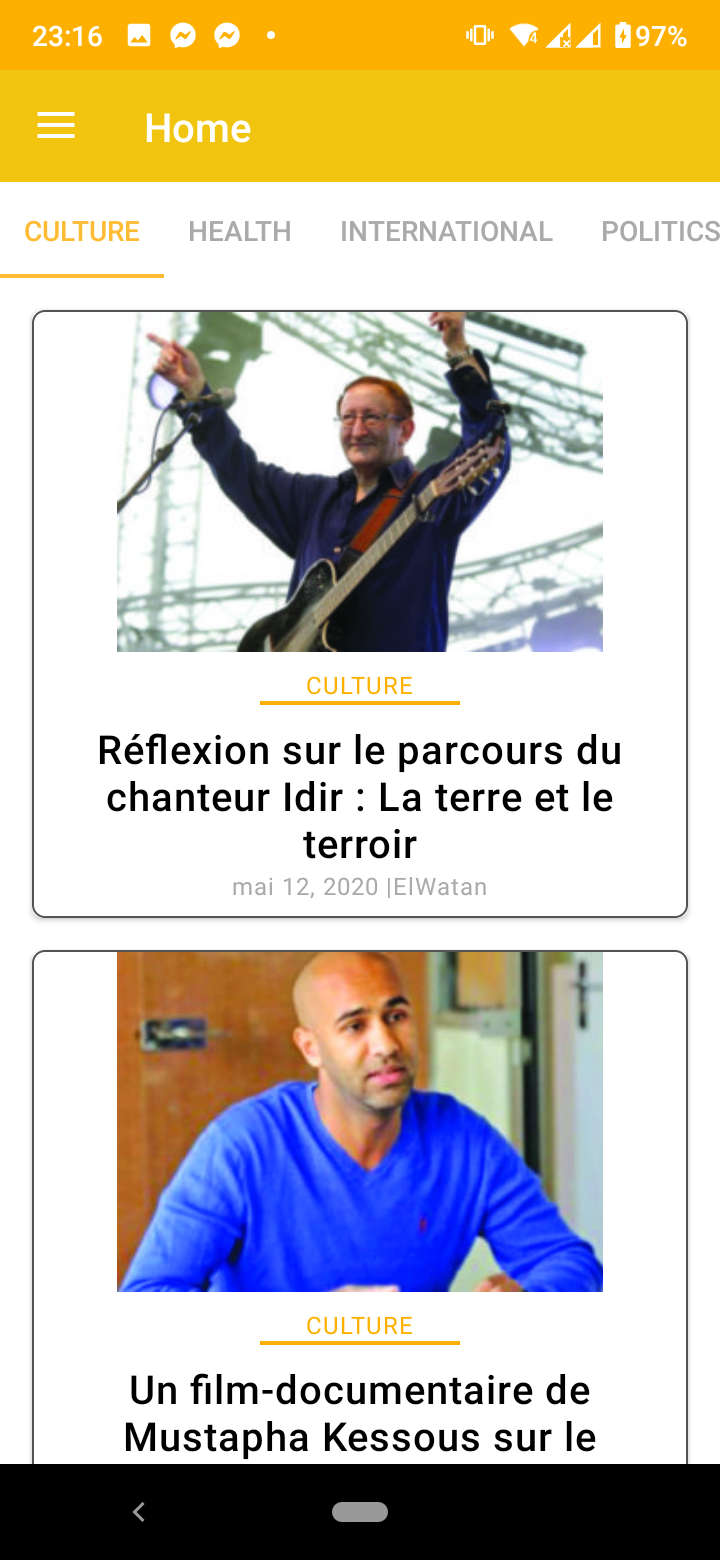 23:16
4
97%
Home
CULTURE HEALTH INTERNATIONAL POLITICS
CULTURE
Réflexion sur le parcours du
chanteur Idir : La terre et le
terroir
mai 12, 2020 |ElWatan
CULTURE
Un film-documentaire de
Mustapha Kessous sur le